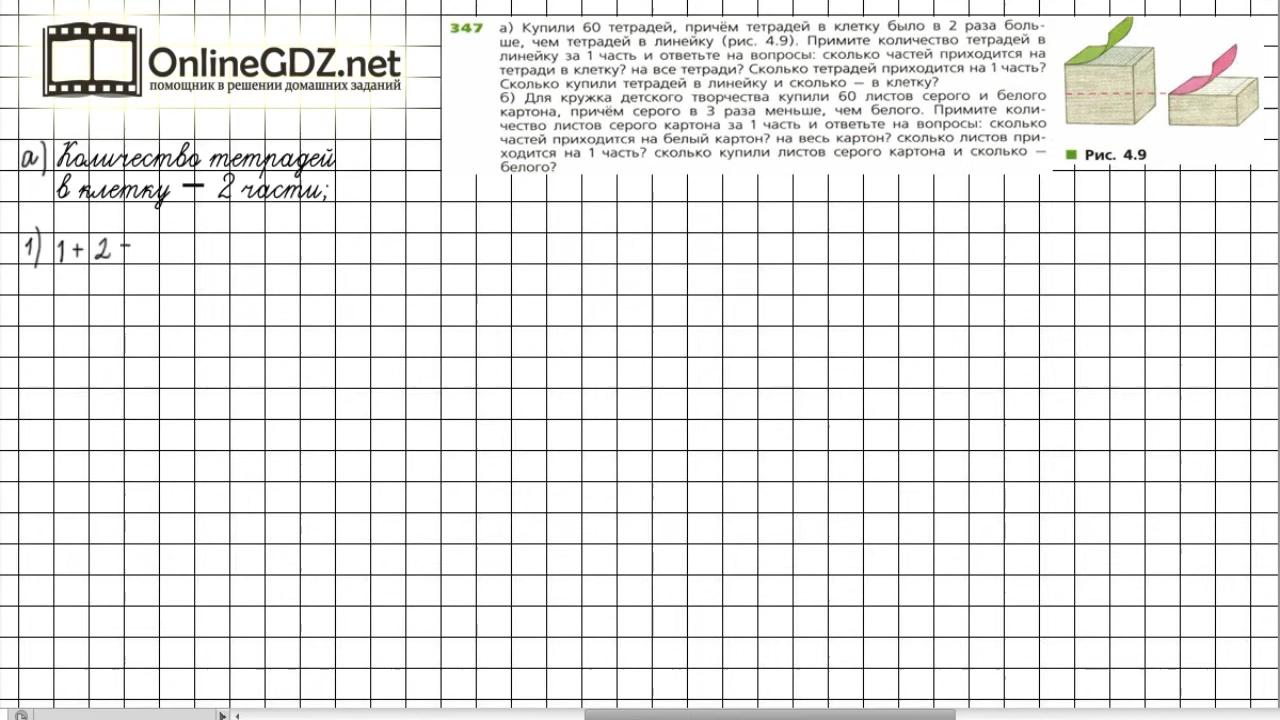 OnlineGDZ.net
помощник в решении домашних заданий
347 а) Купили 60 тетрадей, причём тетрадей в клетку было в 2 раза боль-
ше, чем тетрадей в линейку (рис. 4.9). Примите количество тетрадей в
линейку за 1 часть и ответьте на вопросы: сколько частей приходится на
тетради в клетку? на все тетради? Сколько тетрадей приходится на 1 часть?
Сколько купили тетрадей в линейку и сколько — в клетку?
б) Для кружка детского творчества купили 60 листов серого и белого
картона, причём серого в 3 раза меньше, чем белого. Примите коли-
чество листов серого картона за 1 часть и ответьте на вопросы: сколько
частей приходится на белый картон? на весь картон? сколько листов при-
ходится на 1 часть? сколько купили листов серого картона и сколько —
белого?
Рис. 4.9
а) Количество тетрадей
в клетку — 2 части;
1) 1 + 2 -